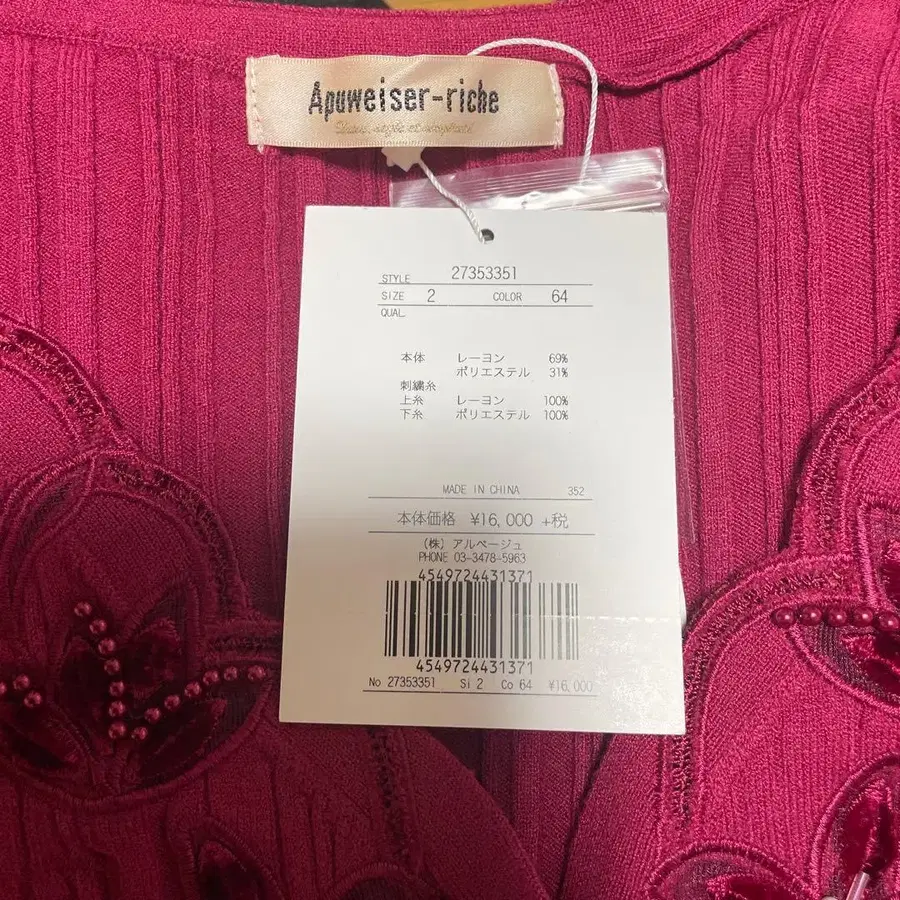 Apuweiser-riche
STYLE 27353351
SIZE 2 COLOR 64
QUAL
本体 レーヨン 69%
ポリエステル 31%
刺繍糸
上糸 レーヨン 100%
下糸 ポリエステル 100%
MADE IN CHINA 352
本体価格 ¥16,000 +税
(株) アルページュ
PHONE 03-3478-5963
4549724431371
4549724431371
No 27353351 Si 2 Co 64 ¥16,000